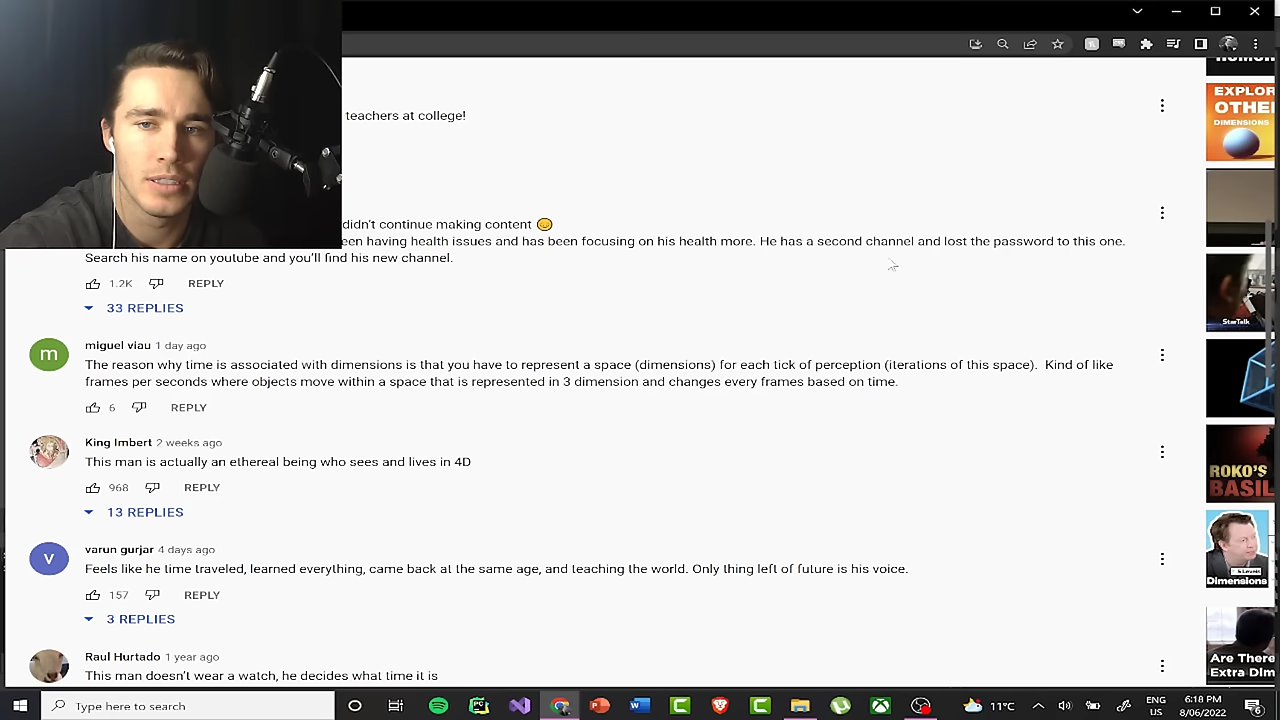 EXPLOR
OTHE
DIMENSIONS
teachers at college!
didn't continue making content 😞
een having health issues and has been focusing on his health more. He has a second channel and lost the password to this one.
Search his name on youtube and you'll find his new channel.
1.2K REPLY
33 REPLIES
StarTalk
m
miguel viau 1 day ago
The reason why time is associated with dimensions is that you have to represent a space (dimensions) for each tick of perception (iterations of this space). Kind of like
frames per seconds where objects move within a space that is represented in 3 dimension and changes every frames based on time.
6 REPLY
King Imbert 2 weeks ago
This man is actually an ethereal being who sees and lives in 4D
968 REPLY
13 REPLIES
ROKO'S
BASIL
v
varun gurjar 4 days ago
Feels like he time traveled, learned everything, came back at the same age, and teaching the world. Only thing left of future is his voice.
157 REPLY
3 REPLIES
5 Levels
Dimensions
Raul Hurtado 1 year ago
This man doesn't wear a watch, he decides what time it is
Are There
Extra Dim
Type here to search
11°C
ENG
US
6:18 PM
8/06/2022
6